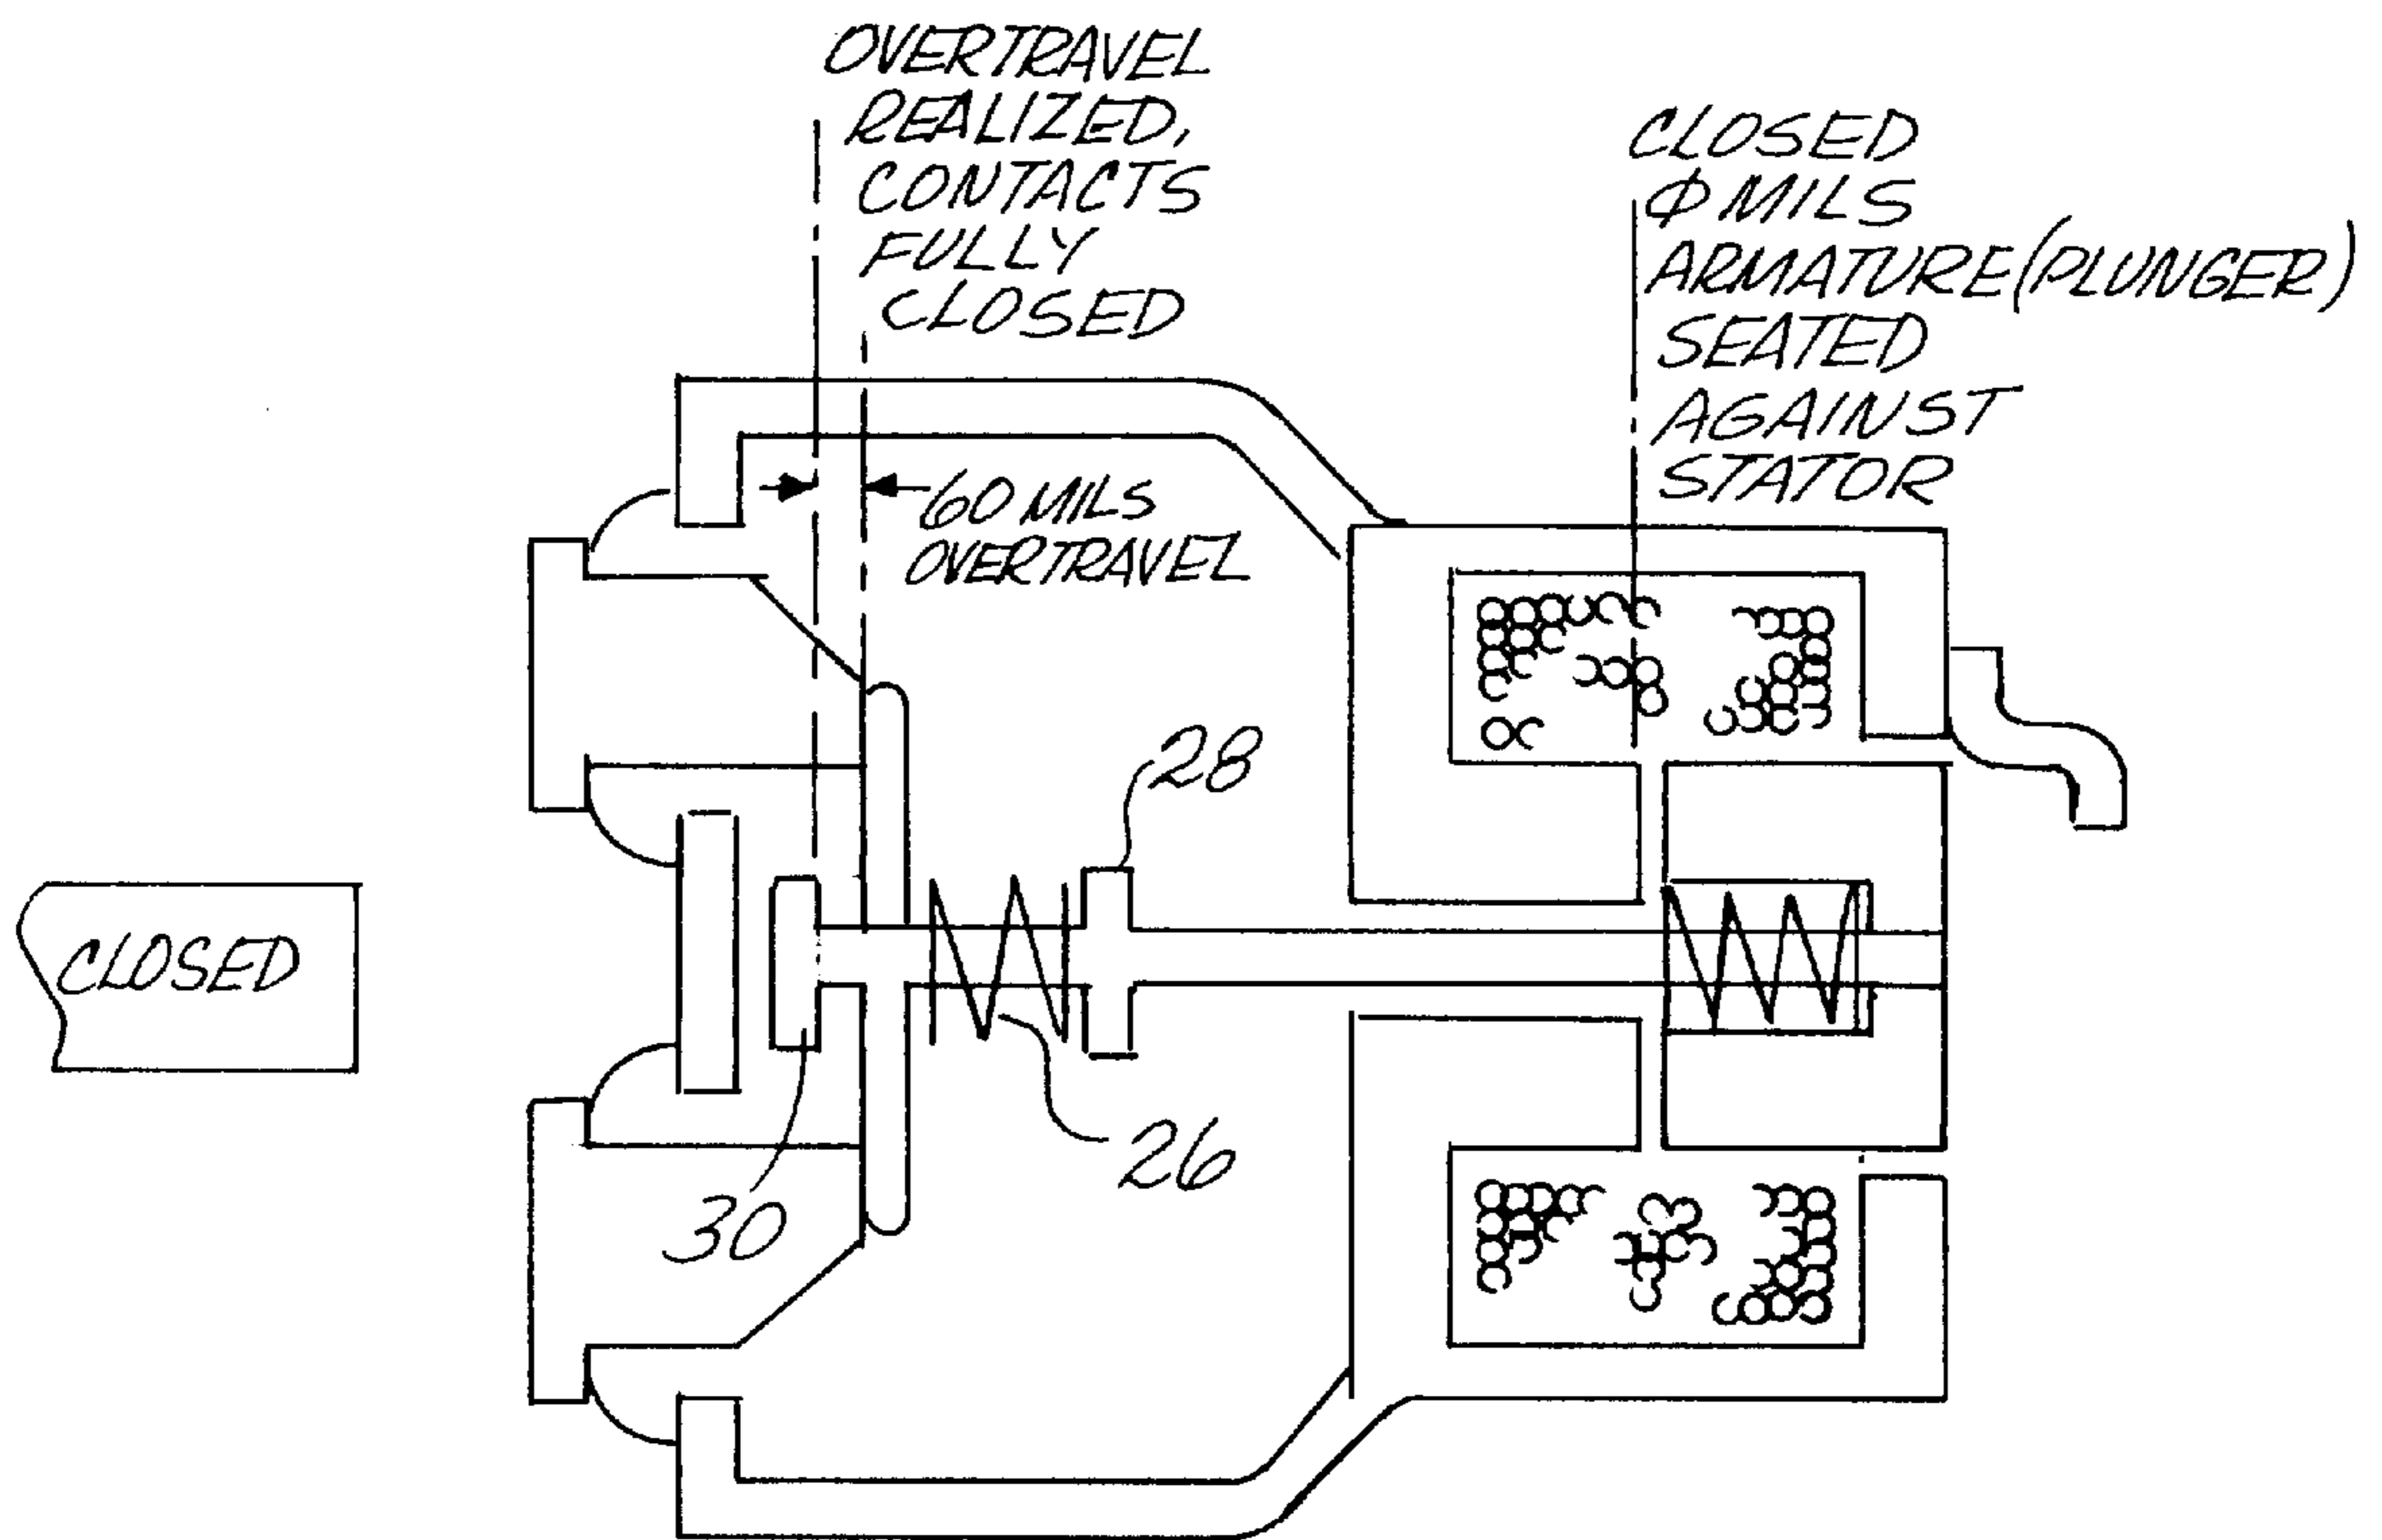 OVERTRAVEL
REALIZED,
CONTACTS
FULLY
CLOSED
CLOSED
Φ MILS
ARMATURE (PLUNGER)
SEATED
AGAINST
STATOR
60 MILS
OVERTRAVEL
28
CLOSED
26
30